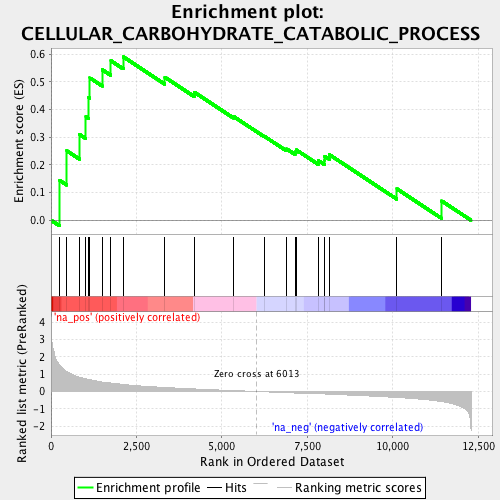 Enrichment plot:
CELLULAR_CARBOHYDRATE_CATABOLIC_PROCESS
Enrichment score (ES)
0.6
0.5
0.4
0.3
0.2
0.1
0.0
'na_pos' (positively correlated)
Ranked list metric (PreRanked)
4
3
2
1
0
-1
-2
Zero cross at 6013
'na_neg' (negatively correlated)
0
2,500
5,000
7,500
10,000
12,500
Rank in Ordered Dataset
Enrichment profile
Hits
Ranking metric scores